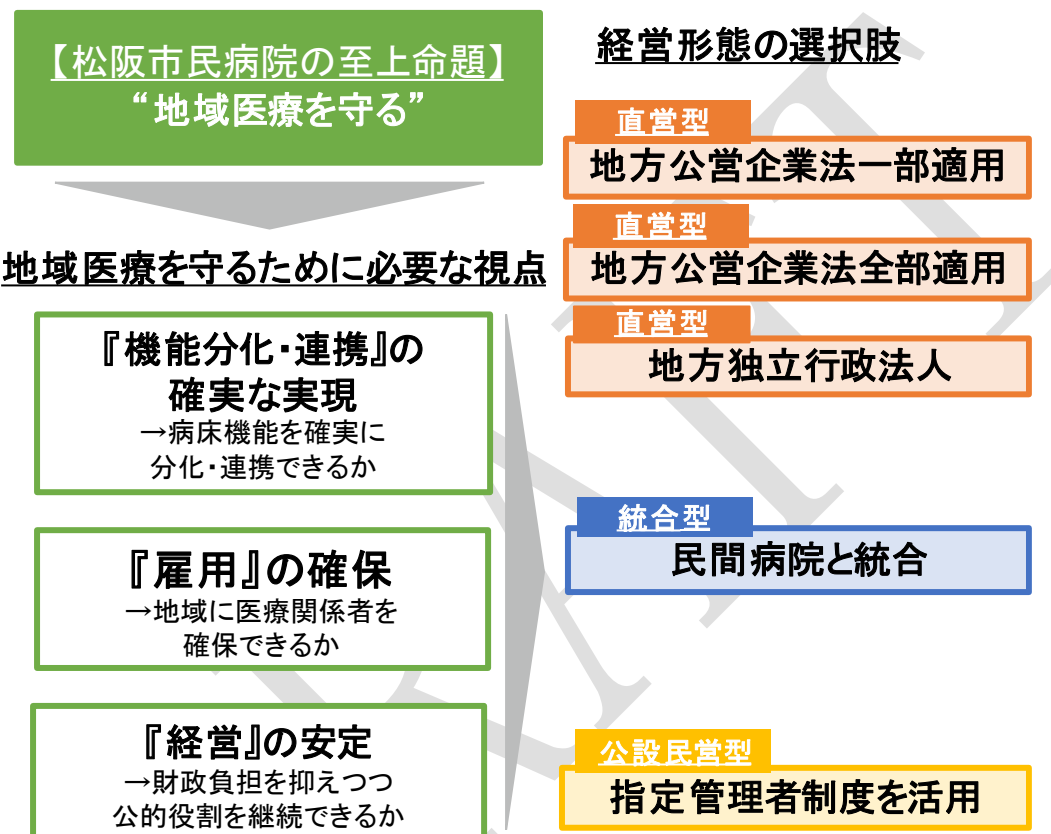 【松阪市民病院の至上命題】
“地域医療を守る”
地域医療を守るために必要な視点
『機能分化・連携』の
確実な実現
→病床機能を確実に
分化・連携できるか
『雇用』の確保
→地域に医療関係者を
確保できるか
『経営』の安定
→財政負担を抑えつつ
公的役割を継続できるか
経営形態の選択肢
直営型
地方公営企業法一部適用
直営型
地方公営企業法全部適用
直営型
地方独立行政法人
統合型
民間病院と統合
公設民営型
指定管理者制度を活用